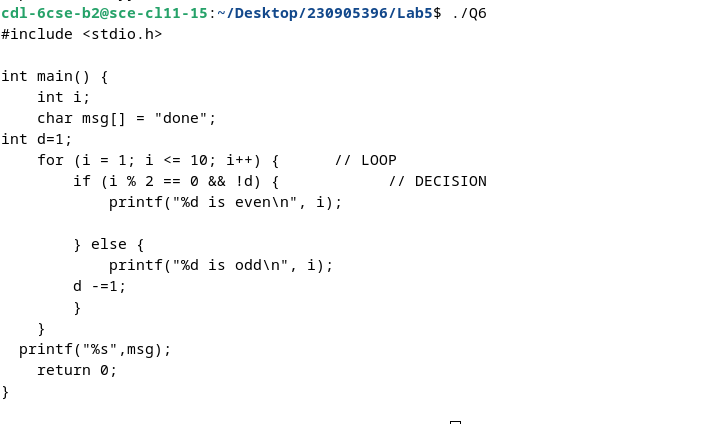 cdl-6cse-b2@sce-cl11-15:~/Desktop/230905396/Lab5$ ./Q6
#include <stdio.h>

int main() {
    int i;
    char msg[] = "done";
int d=1;
    for (i = 1; i <= 10; i++) {      // LOOP
        if (i % 2 == 0 && !d) {            // DECISION
            printf("%d is even\n", i);

        } else {
            printf("%d is odd\n", i);
        d -=1;
        }
    }
  printf("%s",msg);
    return 0;
}